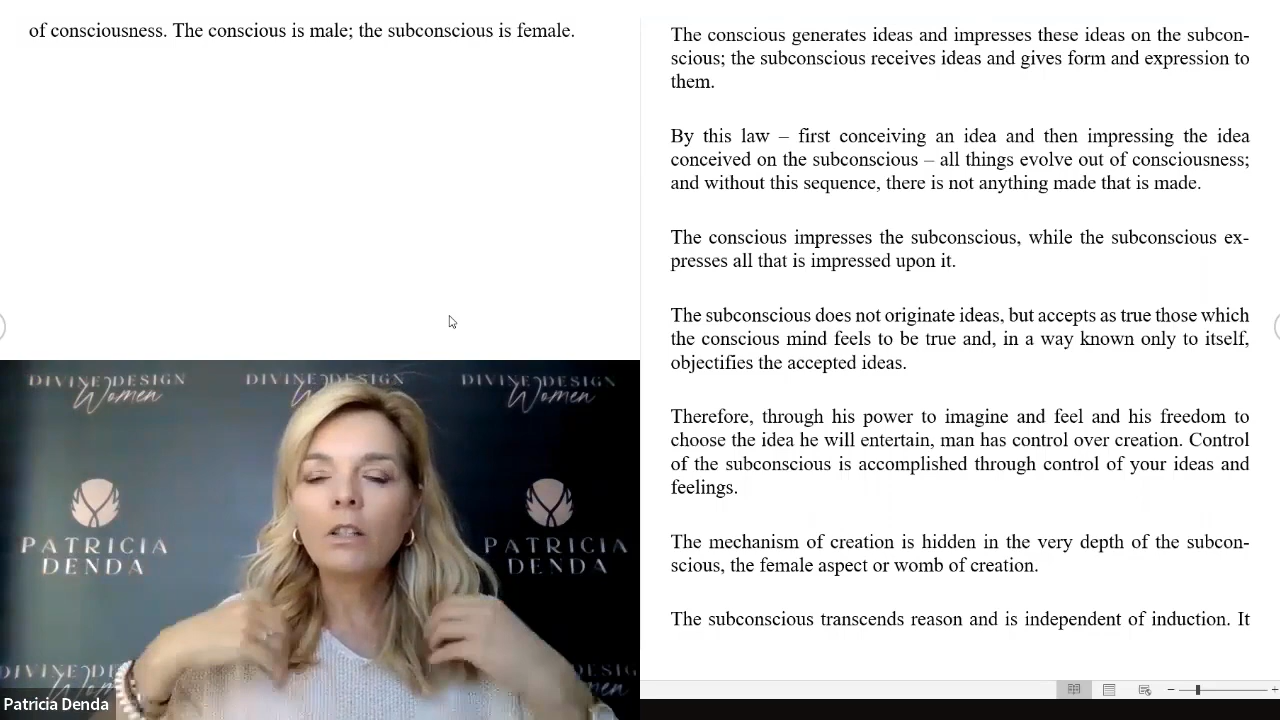 of consciousness. The conscious is male; the subconscious is female.
The conscious generates ideas and impresses these ideas on the subcon-
scious; the subconscious receives ideas and gives form and expression to
them.
By this law – first conceiving an idea and then impressing the idea
conceived on the subconscious – all things evolve out of consciousness;
and without this sequence, there is not anything made that is made.
The conscious impresses the subconscious, while the subconscious ex-
presses all that is impressed upon it.
The subconscious does not originate ideas, but accepts as true those which
the conscious mind feels to be true and, in a way known only to itself,
objectifies the accepted ideas.
Therefore, through his power to imagine and feel and his freedom to
choose the idea he will entertain, man has control over creation. Control
of the subconscious is accomplished through control of your ideas and
feelings.
The mechanism of creation is hidden in the very depth of the subcon-
scious, the female aspect or womb of creation.
The subconscious transcends reason and is independent of induction. It
DIVINE DESIGN
Women
DIVINE DESIGN
DIVINE DESIGN
Women
PATRICIA
DENDA
PATRICIA
DENDA
Patricia Denda